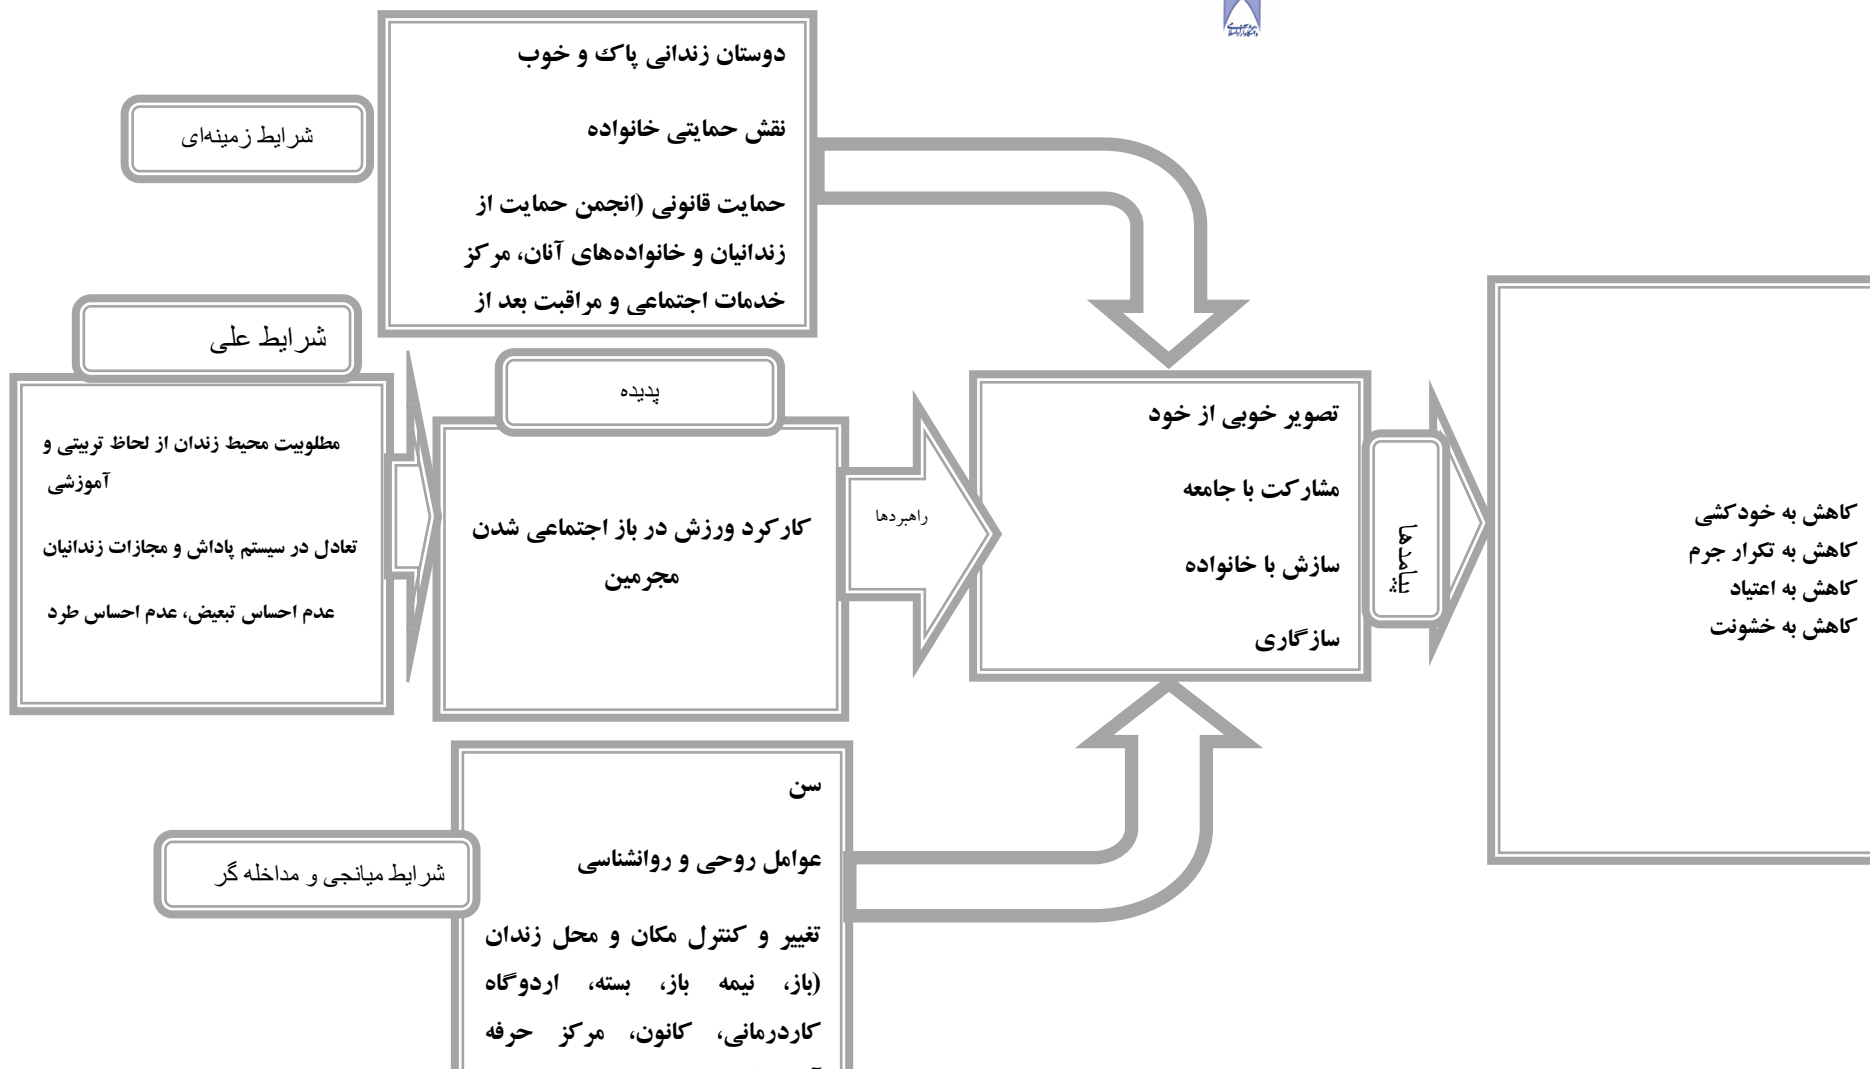 دوستان زندانی پاک و خوب
نقش حمایتی خانواده
حمایت قانونی (انجمن حمایت از
زندانیان و خانواده‌های آنان، مرکز
خدمات اجتماعی و مراقبت بعد از
شرایط زمینه‌ای
شرایط علی
مطلوبیت محیط زندان از لحاظ تربیتی و
آموزشی
تعادل در سیستم پاداش و مجازات زندانیان
عدم احساس تبعیض، عدم احساس طرد
پدیده
کارکرد ورزش در باز اجتماعی شدن
مجرمین
راهبردها
تصویر خوبی از خود
مشارکت با جامعه
سازش با خانواده
سازگاری
پیامدها
کاهش به خودکشی
کاهش به تکرار جرم
کاهش به اعتیاد
کاهش به خشونت
شرایط میانجی و مداخله گر
سن
عوامل روحی و روانشناسی
تغییر و کنترل مکان و محل زندان
(باز، نیمه باز، بسته، اردوگاه
کاردرمانی، کانون، مرکز حرفه